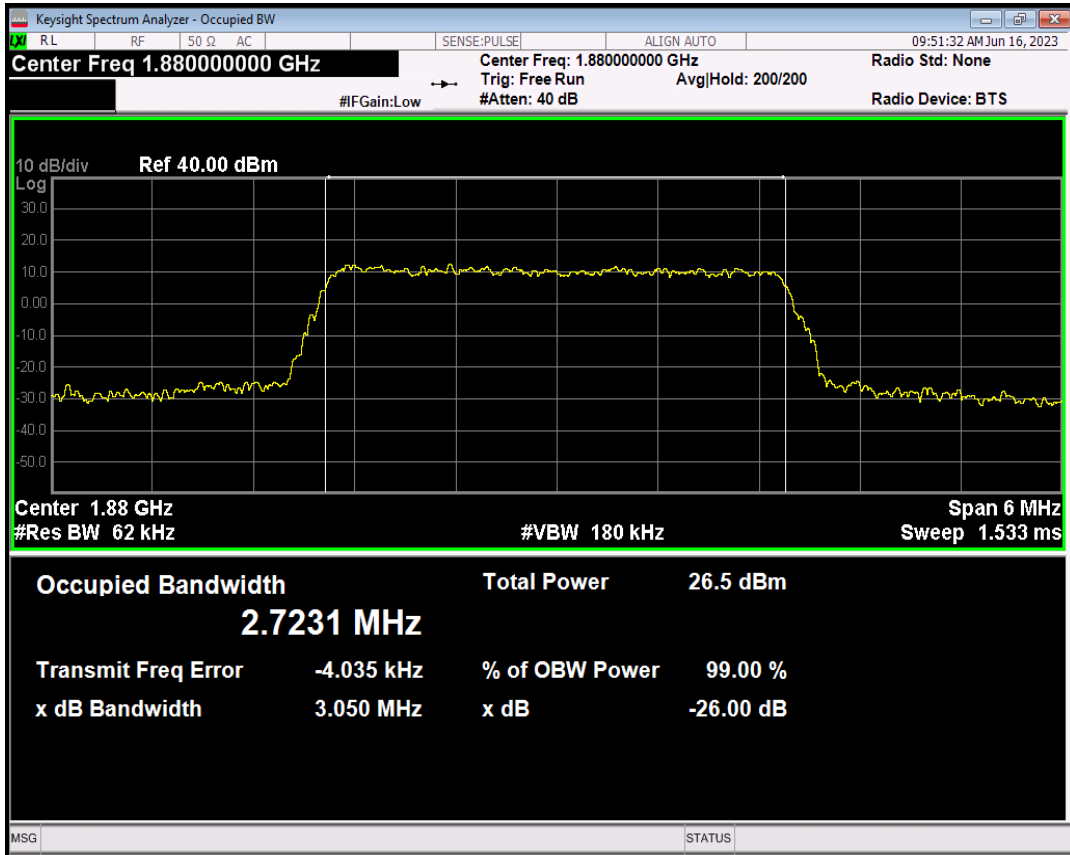 Keysight Spectrum Analyzer - Occupied BW
LXI RL RF 50 Ω AC SENSE:PULSE ALIGN AUTO 09:51:32 AM Jun 16, 2023
Center Freq 1.880000000 GHz Center Freq: 1.880000000 GHz Radio Std: None
Trig: Free Run Avg|Hold: 200/200
#IFGain:Low #Atten: 40 dB Radio Device: BTS
10 dB/div Ref 40.00 dBm
Log
30.0
20.0
10.0
0.00
-10.0
-20.0
-30.0
-40.0
-50.0
Center 1.88 GHz Span 6 MHz
#Res BW 62 kHz #VBW 180 kHz Sweep 1.533 ms
Occupied Bandwidth Total Power 26.5 dBm
2.7231 MHz
Transmit Freq Error -4.035 kHz % of OBW Power 99.00 %
x dB Bandwidth 3.050 MHz x dB -26.00 dB
MSG STATUS